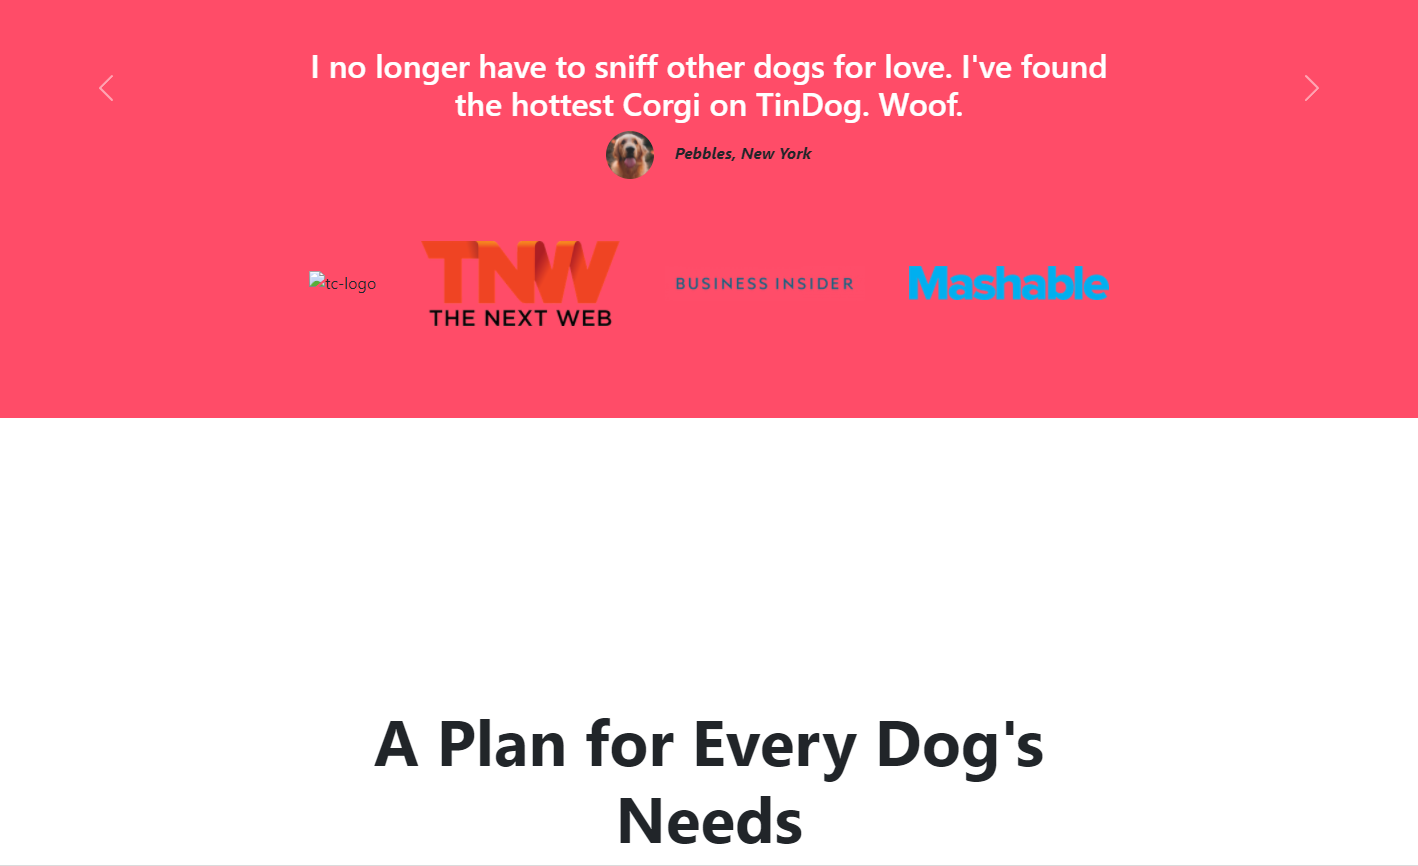 I no longer have to sniff other dogs for love. I've found
the hottest Corgi on TinDog. Woof.
Pebbles, New York
tc-logo
TNW
THE NEXT WEB
BUSINESS INSIDER
Mashable
A Plan for Every Dog's
Needs